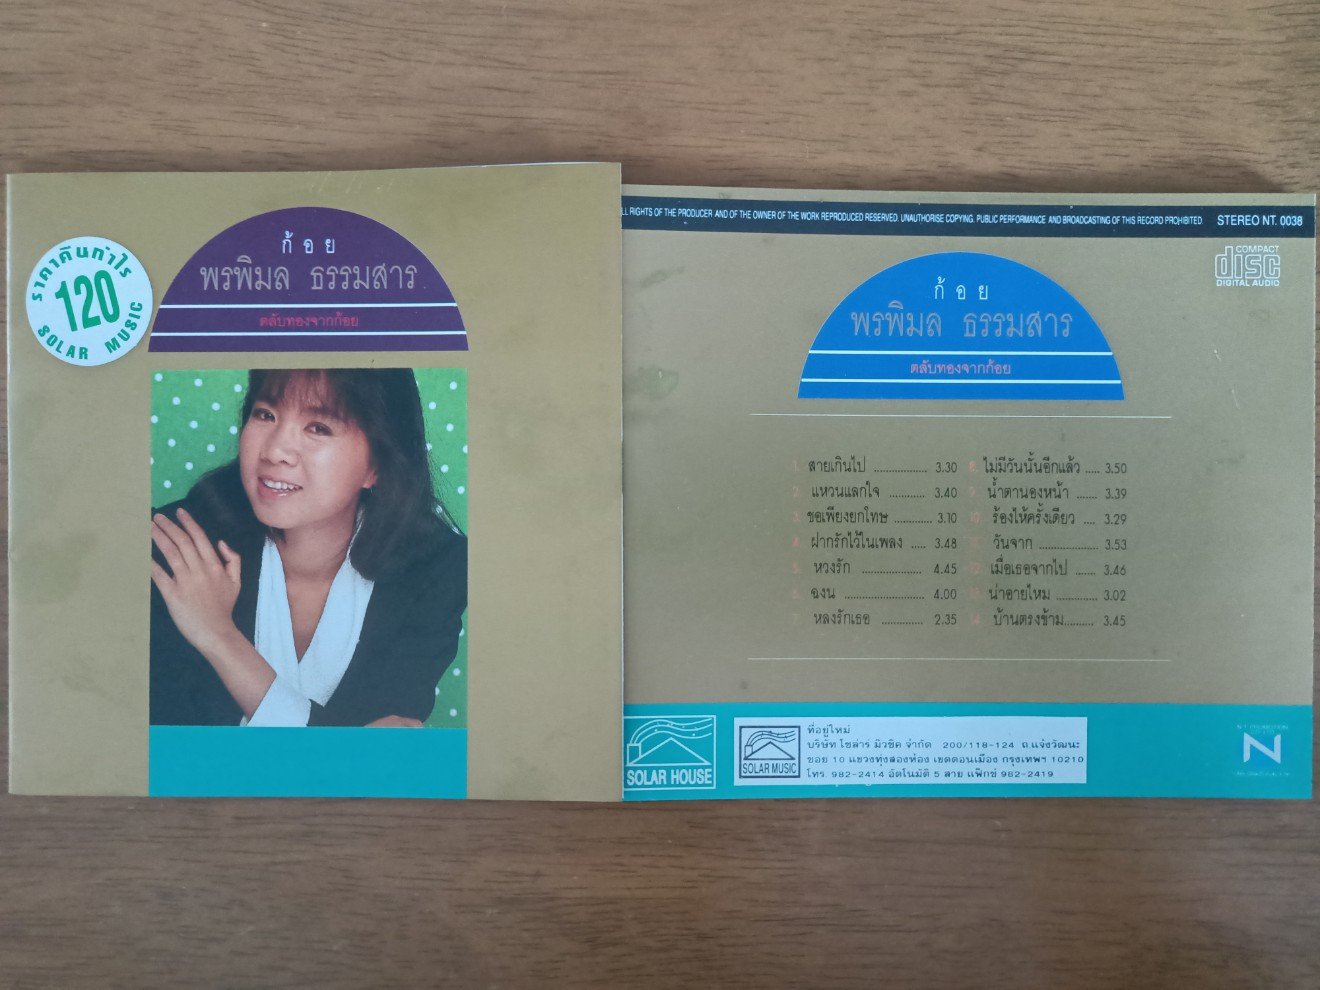 ราคาคืนกำไร
120
SOLAR MUSIC
ก้อย
พรพิมล ธรรมสาร
ตลับทองจากก้อย
LL RIGHTS OF THE PRODUCER AND OF THE OWNER OF THE WORK REPRODUCED RESERVED. UNAUTHORISE COPYING. PUBLIC PERFORMANCE AND BROADCASTING OF THIS RECORD PROHIBITED. STEREO NT. 0038
COMPACT
disc
DIGITAL AUDIO
ก้อย
พรพิมล ธรรมสาร
ตลับทองจากก้อย
1. สายเกินไป ................. 3.30
2. แหวนแลกใจ ............ 3.40
3. ขอเพียงยกโทษ ............ 3.10
4. ฝากรักไว้ในเพลง ..... 3.48
5. หวงรัก ................... 4.45
6. ฉงน ......................... 4.00
7. หลงรักเธอ ............. 2.35
8. ไม่มีวันนั้นอีกแล้ว ..... 3.50
9. น้ำตานองหน้า ...... 3.39
10. ร้องไห้ครั้งเดียว .... 3.29
11. วันจาก ................... 3.53
12. เมื่อเธอจากไป ....... 3.46
13. น่าอายไหม ............. 3.02
14. บ้านตรงข้าม.......... 3.45
SOLAR HOUSE
SOLAR MUSIC
ที่อยู่ใหม่
บริษัท โซล่าร์ มิวซิค จำกัด 200/118-124 ถ.แจ้งวัฒนะ
ซอย 10 แขวงทุ่งสองห้อง เขตดอนเมือง กรุงเทพฯ 10210
โทร. 982-2414 อัตโนมัติ 5 สาย แฟ็กซ์ 982-2419
N